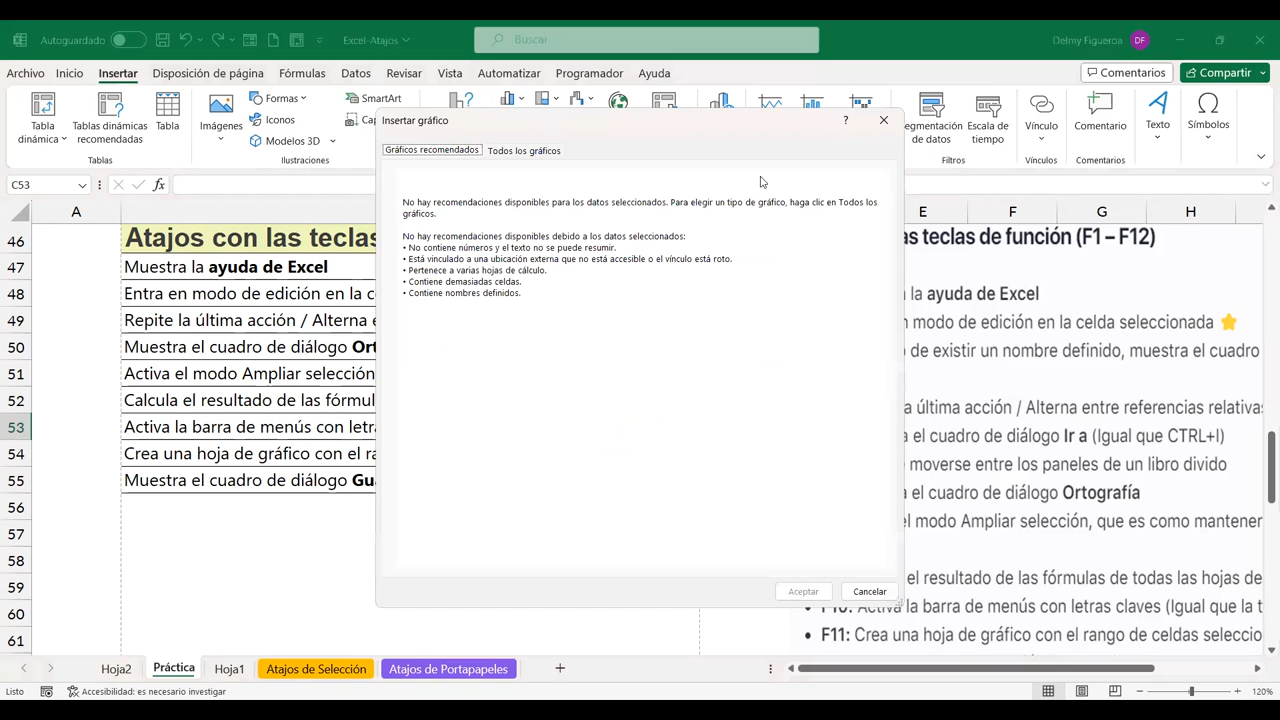 Autoguardado
Excel-Atajos
Buscar
Delmy Figueroa
DF
Archivo
Inicio
Insertar
Disposición de página
Fórmulas
Datos
Revisar
Vista
Automatizar
Programador
Ayuda
Comentarios
Compartir
Tabla dinámica
Tablas dinámicas recomendadas
Tabla
Imágenes
Formas
Iconos
Modelos 3D
SmartArt
Segmentación de datos
Escala de tiempo
Vínculo
Comentario
Texto
Símbolos
Tablas
Ilustraciones
Filtros
Vínculos
Comentarios
C53
fx
Insertar gráfico
?
Gráficos recomendados
Todos los gráficos
No hay recomendaciones disponibles para los datos seleccionados. Para elegir un tipo de gráfico, haga clic en Todos los
gráficos.
No hay recomendaciones disponibles debido a los datos seleccionados:
• No contiene números y el texto no se puede resumir.
• Está vinculado a una ubicación externa que no está accesible o el vínculo está roto.
• Pertenece a varias hojas de cálculo.
• Contiene demasiadas celdas.
• Contiene nombres definidos.
Aceptar
Cancelar
A
E
F
G
H
46 Atajos con las teclas
47 Muestra la ayuda de Excel
48 Entra en modo de edición en la c
49 Repite la última acción / Alterna e
50 Muestra el cuadro de diálogo Ort
51 Activa el modo Ampliar selección
52 Calcula el resultado de las fórmul
53 Activa la barra de menús con letr
54 Crea una hoja de gráfico con el ra
55 Muestra el cuadro de diálogo Gu
56
57
58
59
60
61
as teclas de función (F1 – F12)
la ayuda de Excel
modo de edición en la celda seleccionada
de existir un nombre definido, muestra el cuadro
a última acción / Alterna entre referencias relativas
el cuadro de diálogo Ir a (Igual que CTRL+I)
moverse entre los paneles de un libro dividido
el cuadro de diálogo Ortografía
el modo Ampliar selección, que es como mantener
el resultado de las fórmulas de todas las hojas de
• F10: Activa la barra de menús con letras claves (Igual que la t
• F11: Crea una hoja de gráfico con el rango de celdas seleccio
Hoja2
Práctica
Hoja1
Atajos de Selección
Atajos de Portapapeles
Listo
Accesibilidad: es necesario investigar
120%